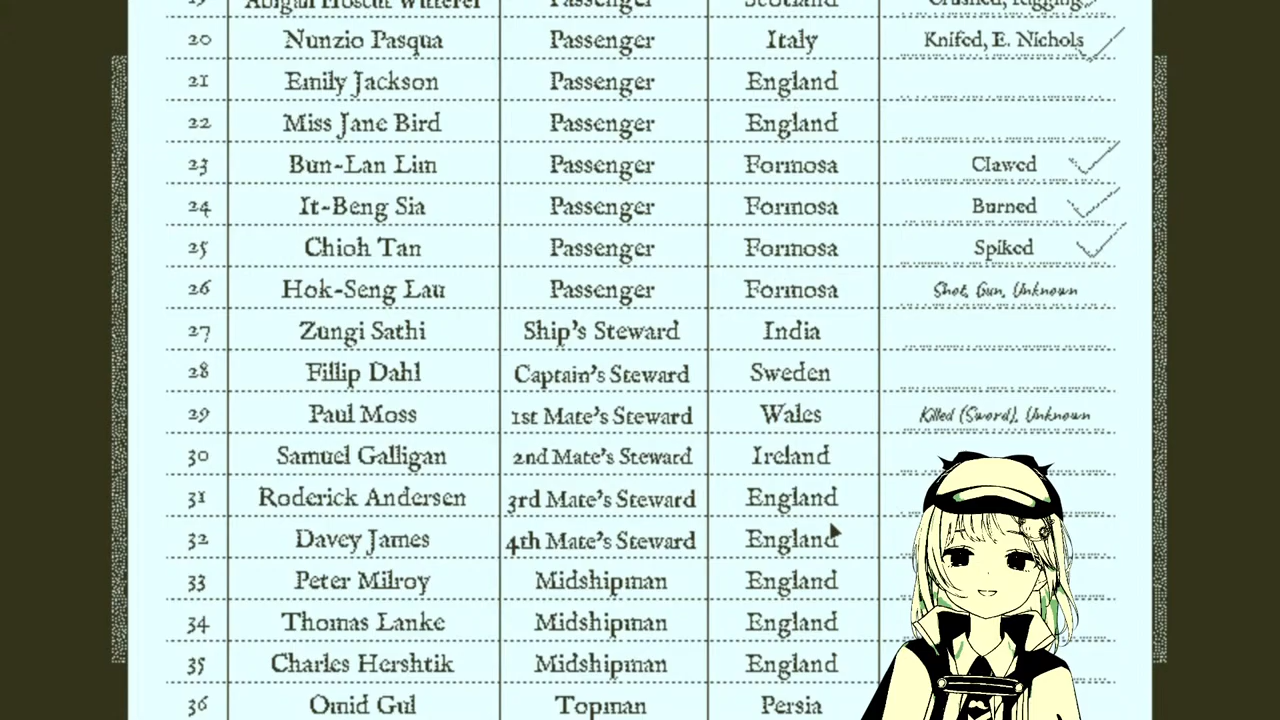 Passenger
20 Nunzio Pasqua Passenger Italy Knifed, E. Nichols
21 Emily Jackson Passenger England
22 Miss Jane Bird Passenger England
23 Bun-Lan Lim Passenger Formosa Clawed
24 It-Beng Sia Passenger Formosa Burned
25 Chioh Tan Passenger Formosa Spiked
26 Hok-Seng Lau Passenger Formosa Shot, Gun, Unknown
27 Zungi Sathi Ship's Steward India
28 Fillip Dahl Captain's Steward Sweden
29 Paul Moss 1st Mate's Steward Wales Killed (Sword), Unknown
30 Samuel Galligan 2nd Mate's Steward Ireland
31 Roderick Andersen 3rd Mate's Steward England
32 Davey James 4th Mate's Steward England
33 Peter Milroy Midshipman England
34 Thomas Lanke Midshipman England
35 Charles Hershtik Midshipman England
36 Omid Gul Topman Persia